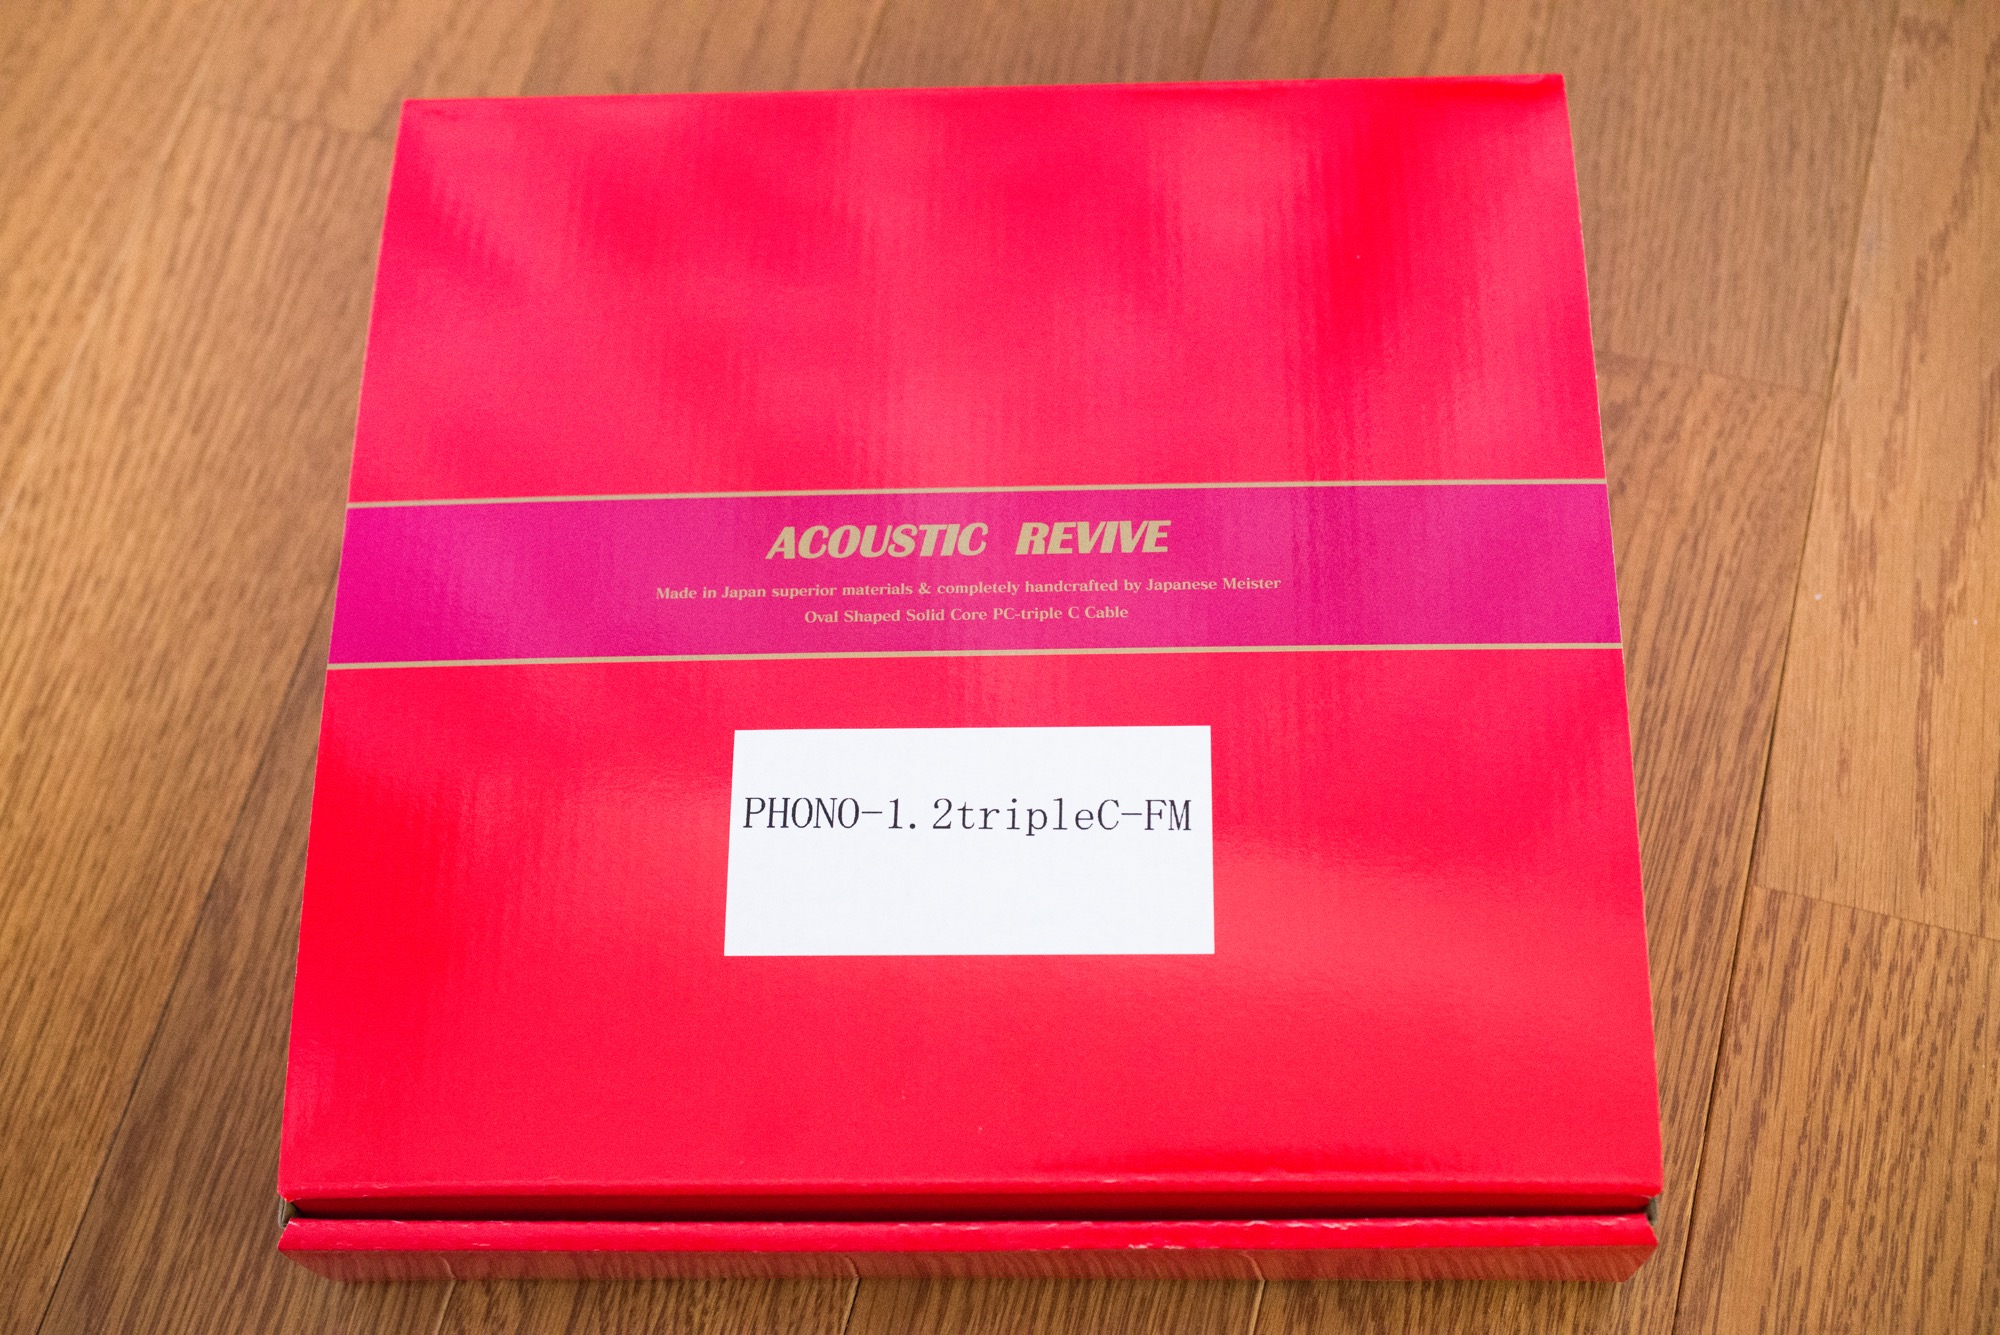 ACOUSTIC REVIVE
Made in Japan superior materials & completely handcrafted by Japanese Meister
Oval Shaped Solid Core PC-triple C Cable
PHONO-1.2tripleC-FM